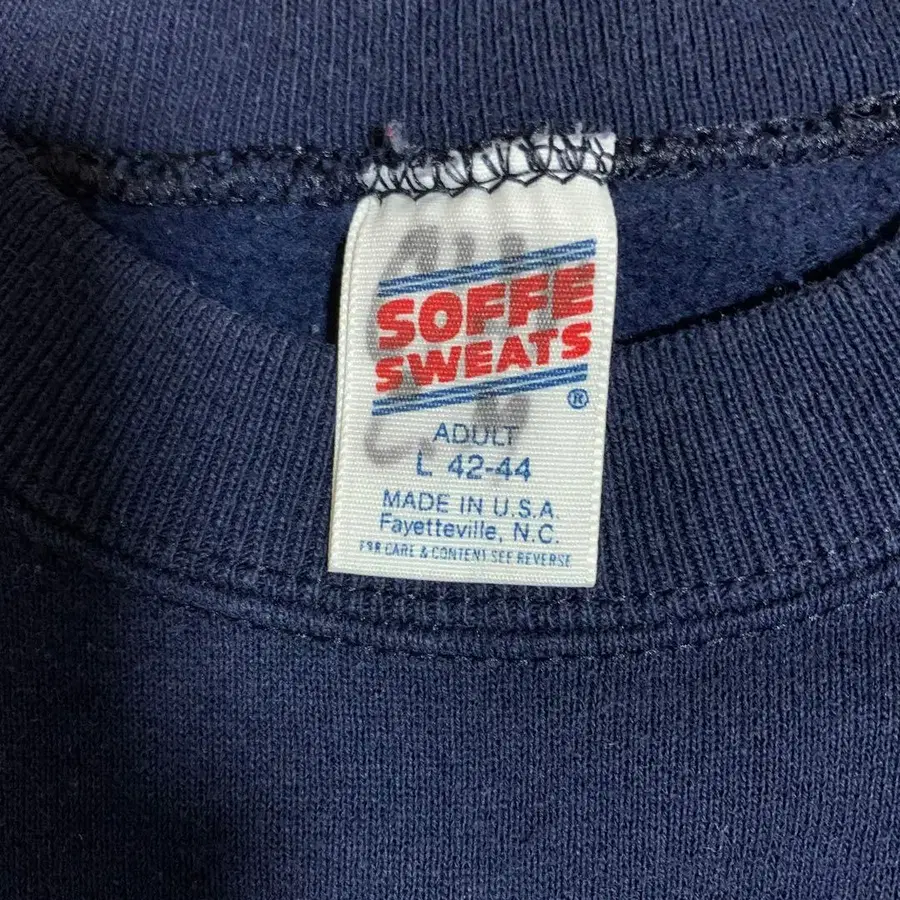 SOFFE
SWEATS
®
ADULT
L 42-44
MADE IN U.S.A
Fayetteville, N.C.
FOR CARE & CONTENT SEE REVERSE